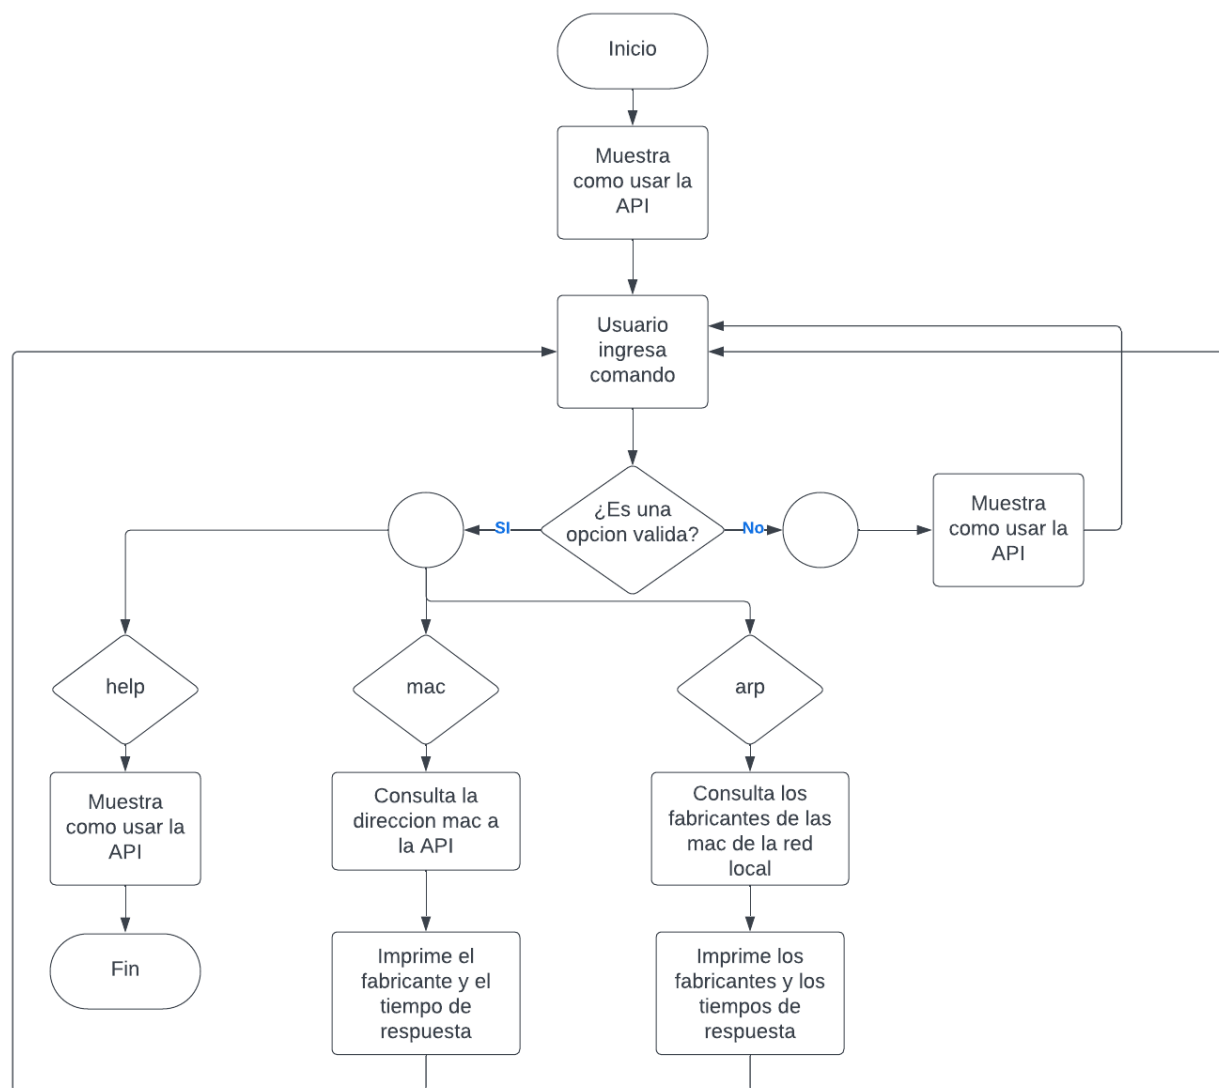 Inicio
Muestra
como usar la
API
Usuario
ingresa
comando
¿Es una
opcion valida?
SI
No
Muestra
como usar la
API
help
mac
arp
Muestra
como usar la
API
Consulta la
direccion mac a
la API
Consulta los
fabricantes de las
mac de la red
local
Fin
Imprime el
fabricante y el
tiempo de
respuesta
Imprime los
fabricantes y los
tiempos de
respuesta